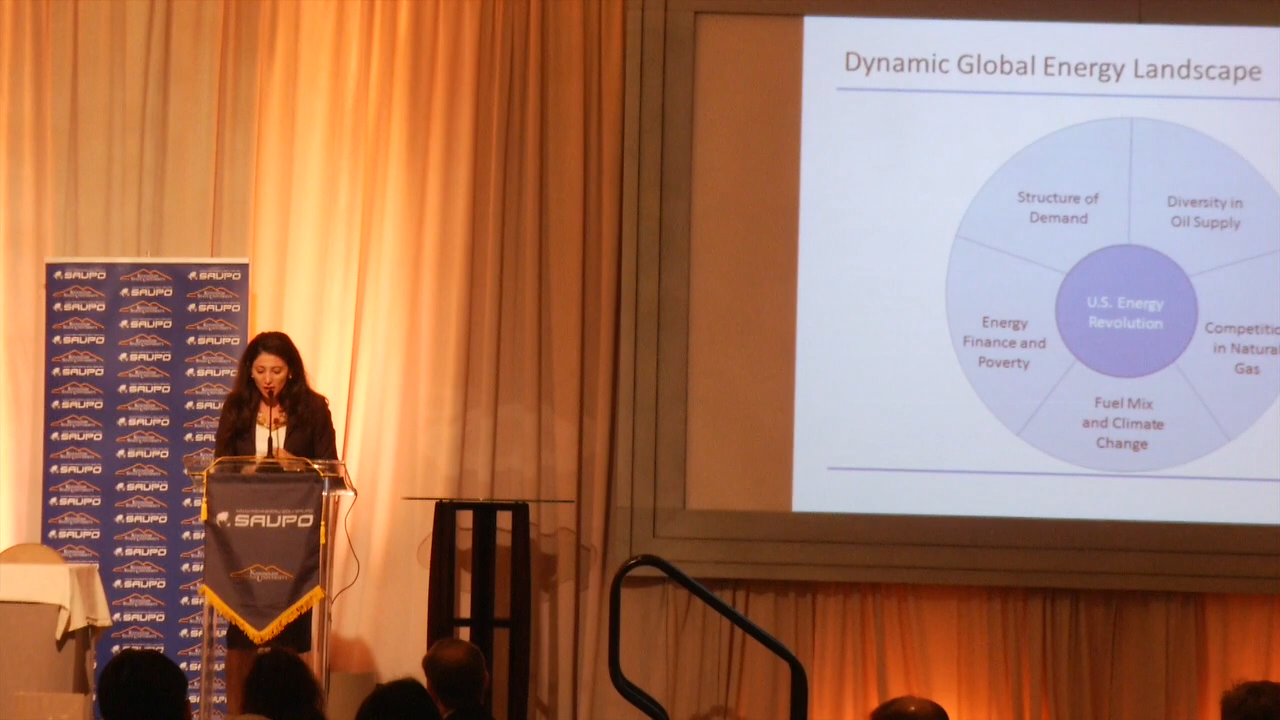 Dynamic Global Energy Landscape
Structure of
Demand
Diversity in
Oil Supply
U.S. Energy
Revolution
Energy
Finance and
Poverty
Competitio
in Natural
Gas
Fuel Mix
and Climate
Change
SAUPO
SAUPO